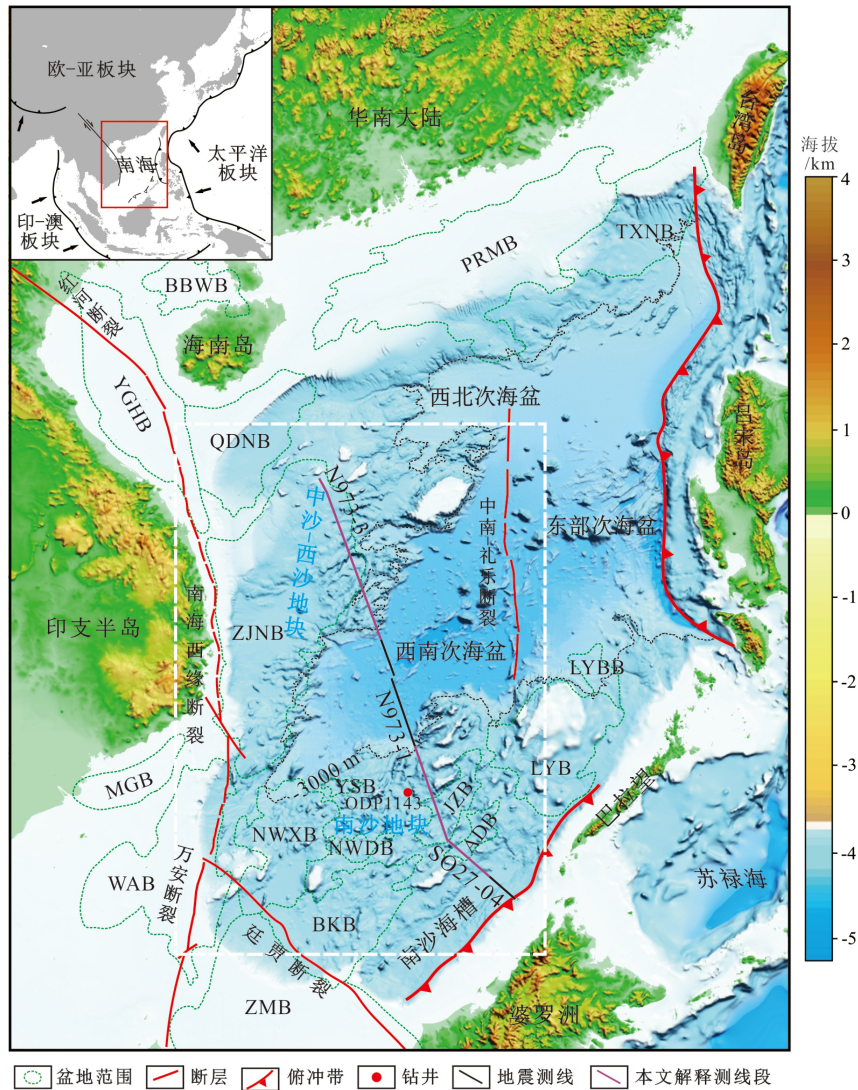 欧-亚板块
南海
太平洋
板块
印-澳
板块
华南大陆
台湾岛
海拔
/km
4
3
2
1
0
-1
-2
-3
-4
-5
TXNB
PRMB
BBWB
红河断裂
海南岛
YGHB
西北次海盆
吕宋岛
QDNB
N973-3
中沙-西沙地块
中南-礼乐断裂
东部次海盆
南海西缘断裂
印支半岛
ZJNB
西南次海盆
LYBB
N973-1
MGB
-3000 m
LYB
YSB
ODP1143
JZB
巴拉望
南沙地块
NWXB
NWDB
ADB
万安断裂
WAB
SO27-04
苏禄海
BKB
南沙海槽
廷贾断裂
ZMB
婆罗洲
盆地范围 断层 俯冲带 钻井 地震测线 本文解释测线段